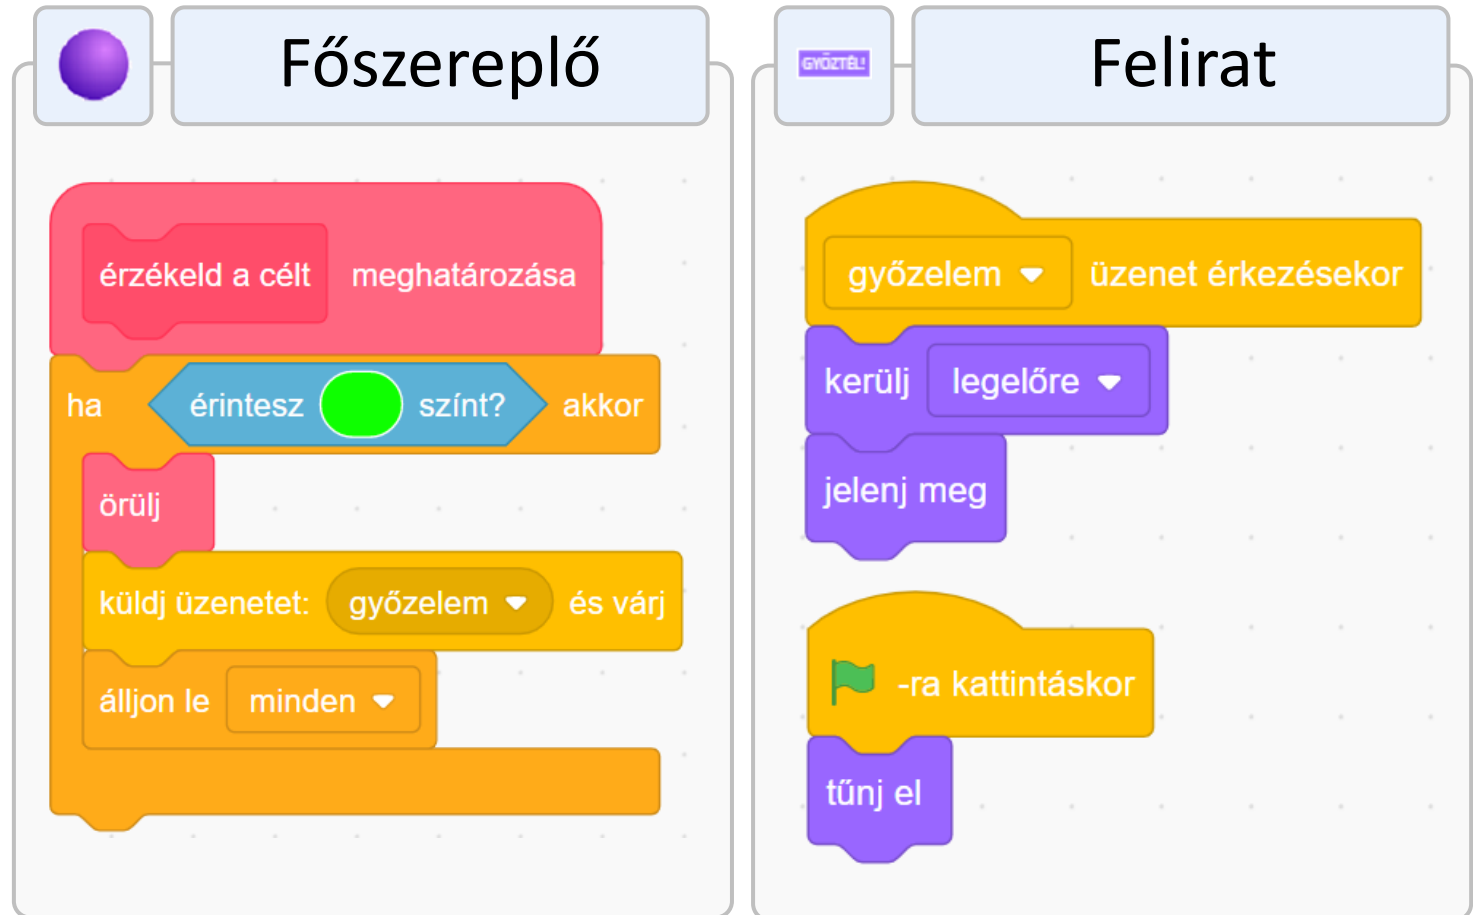 Főszereplő
érzékeld a célt meghatározása
ha érintesz színt? akkor
örülj
küldj üzenetet: győzelem és várj
álljon le minden
GYŐZTÉL!
Felirat
győzelem üzenet érkezésekor
kerülj legelőre
jelenj meg
-ra kattintáskor
tűnj el